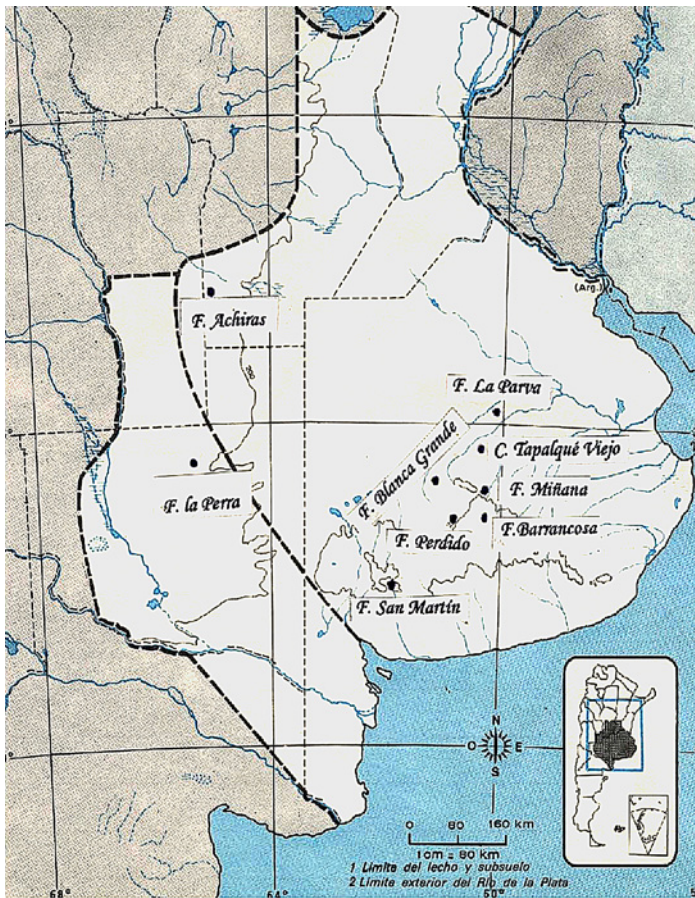 (Arg.)
1
F. Achiras
F. La Parva
F. Blanca Grande
C. Tapalqué Viejo
F. la Perra
F. Miñana
F. Perdido
F. Barrancosa
F. San Martín
N
O E
S
0 80 160 km
1cm = 80 km
1 Límite del lecho y subsuelo
2 Límite exterior del Río de la Plata
68° 64° 60°